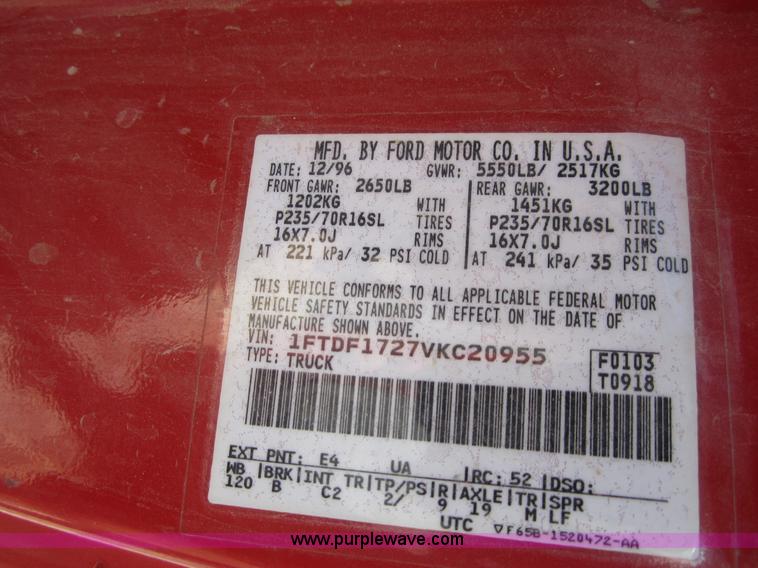 MFD. BY FORD MOTOR CO. IN U.S.A.
DATE: 12/96 GVWR: 5550LB/ 2517KG
FRONT GAWR: 2650LB REAR GAWR: 3200LB
1202KG WITH 1451KG WITH
P235/70R16SL TIRES P235/70R16SL TIRES
16X7.0J RIMS 16X7.0J RIMS
AT 221 kPa/ 32 PSI COLD AT 241 kPa/ 35 PSI COLD
THIS VEHICLE CONFORMS TO ALL APPLICABLE FEDERAL MOTOR
VEHICLE SAFETY STANDARDS IN EFFECT ON THE DATE OF
MANUFACTURE SHOWN ABOVE.
VIN: 1FTDF1727VKC20955
TYPE: TRUCK F0103
T0918
EXT PNT: E4 UA RC: 52 DSO:
WB BRK INT TR TP/PS R AXLE TR SPR
120 B C2 2/ 9 19 M LF
UTC ▽F65B-1520472-AA
www.purplewave.com